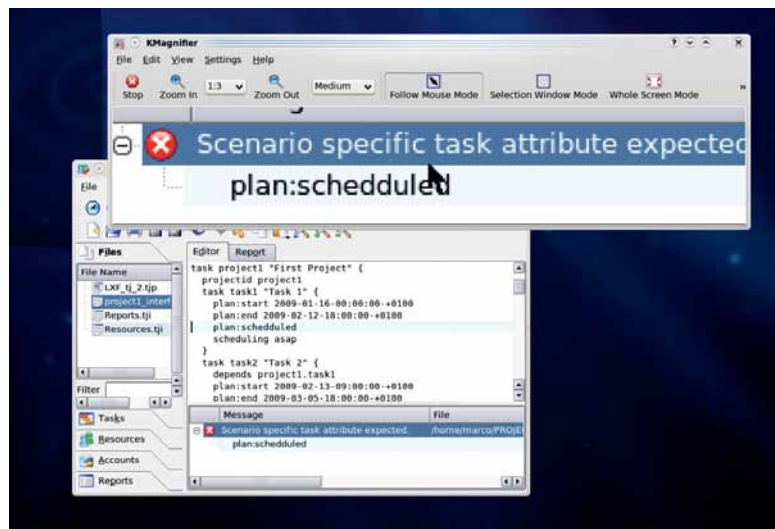 KMagnifier
File Edit View Settings Help
Stop Zoom In 1:3 Zoom Out Medium Follow Mouse Mode Selection Window Mode Whole Screen Mode »
Scenario specific task attribute expected
plan:schedduled
File
Files
File Name
LXF_tj_2.tjp
project1_interf
Reports.tji
Resources.tji
Filter
Tasks
Resources
Accounts
Reports
Editor Report
task project1 "First Project" {
projectid project1
task task1 "Task 1" {
plan:start 2009-01-16-00:00:00-+0100
plan:end 2009-02-12-18:00:00-+0100
plan:schedduled
scheduling asap
}
task task2 "Task 2" {
depends project1.task1
plan:start 2009-02-13-09:00:00-+0100
plan:end 2009-03-05-18:00:00-+0100
Message File
Scenario specific task attribute expected. /home/marco/PROJE
plan:schedduled